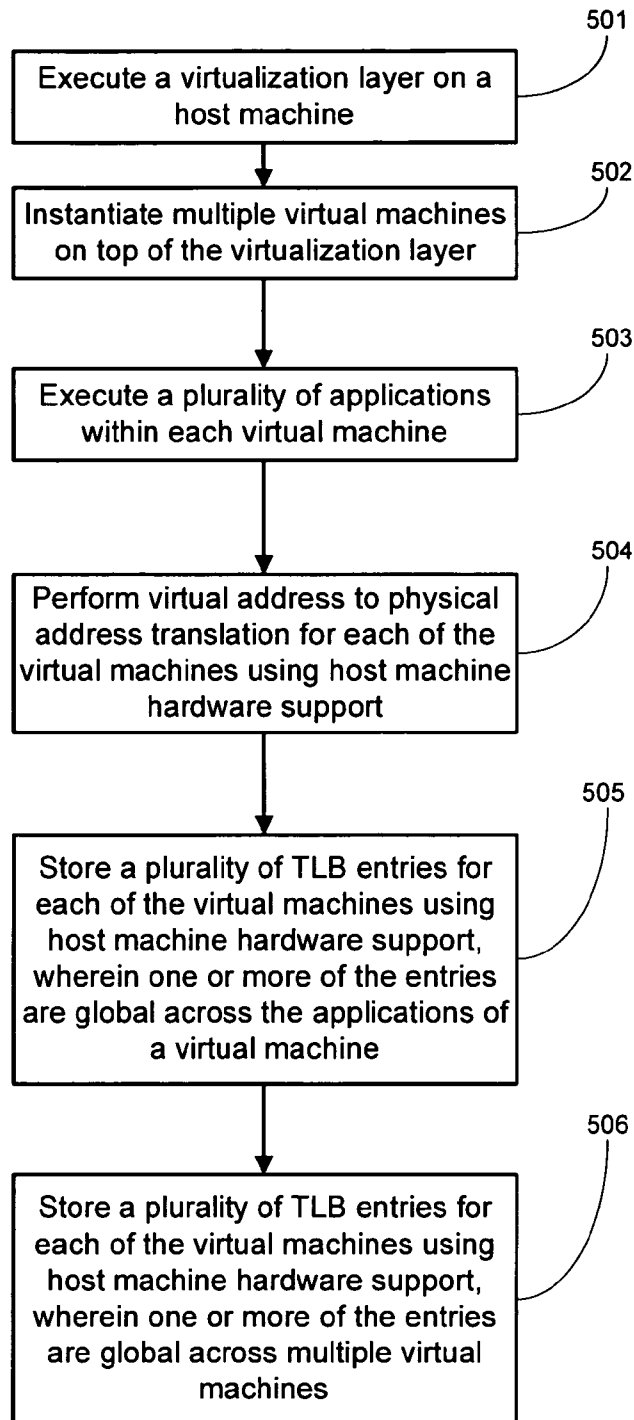 501
Execute a virtualization layer on a
host machine
502
Instantiate multiple virtual machines
on top of the virtualization layer
503
Execute a plurality of applications
within each virtual machine
504
Perform virtual address to physical
address translation for each of the
virtual machines using host machine
hardware support
505
Store a plurality of TLB entries for
each of the virtual machines using
host machine hardware support,
wherein one or more of the entries
are global across the applications of
a virtual machine
506
Store a plurality of TLB entries for
each of the virtual machines using
host machine hardware support,
wherein one or more of the entries
are global across multiple virtual
machines